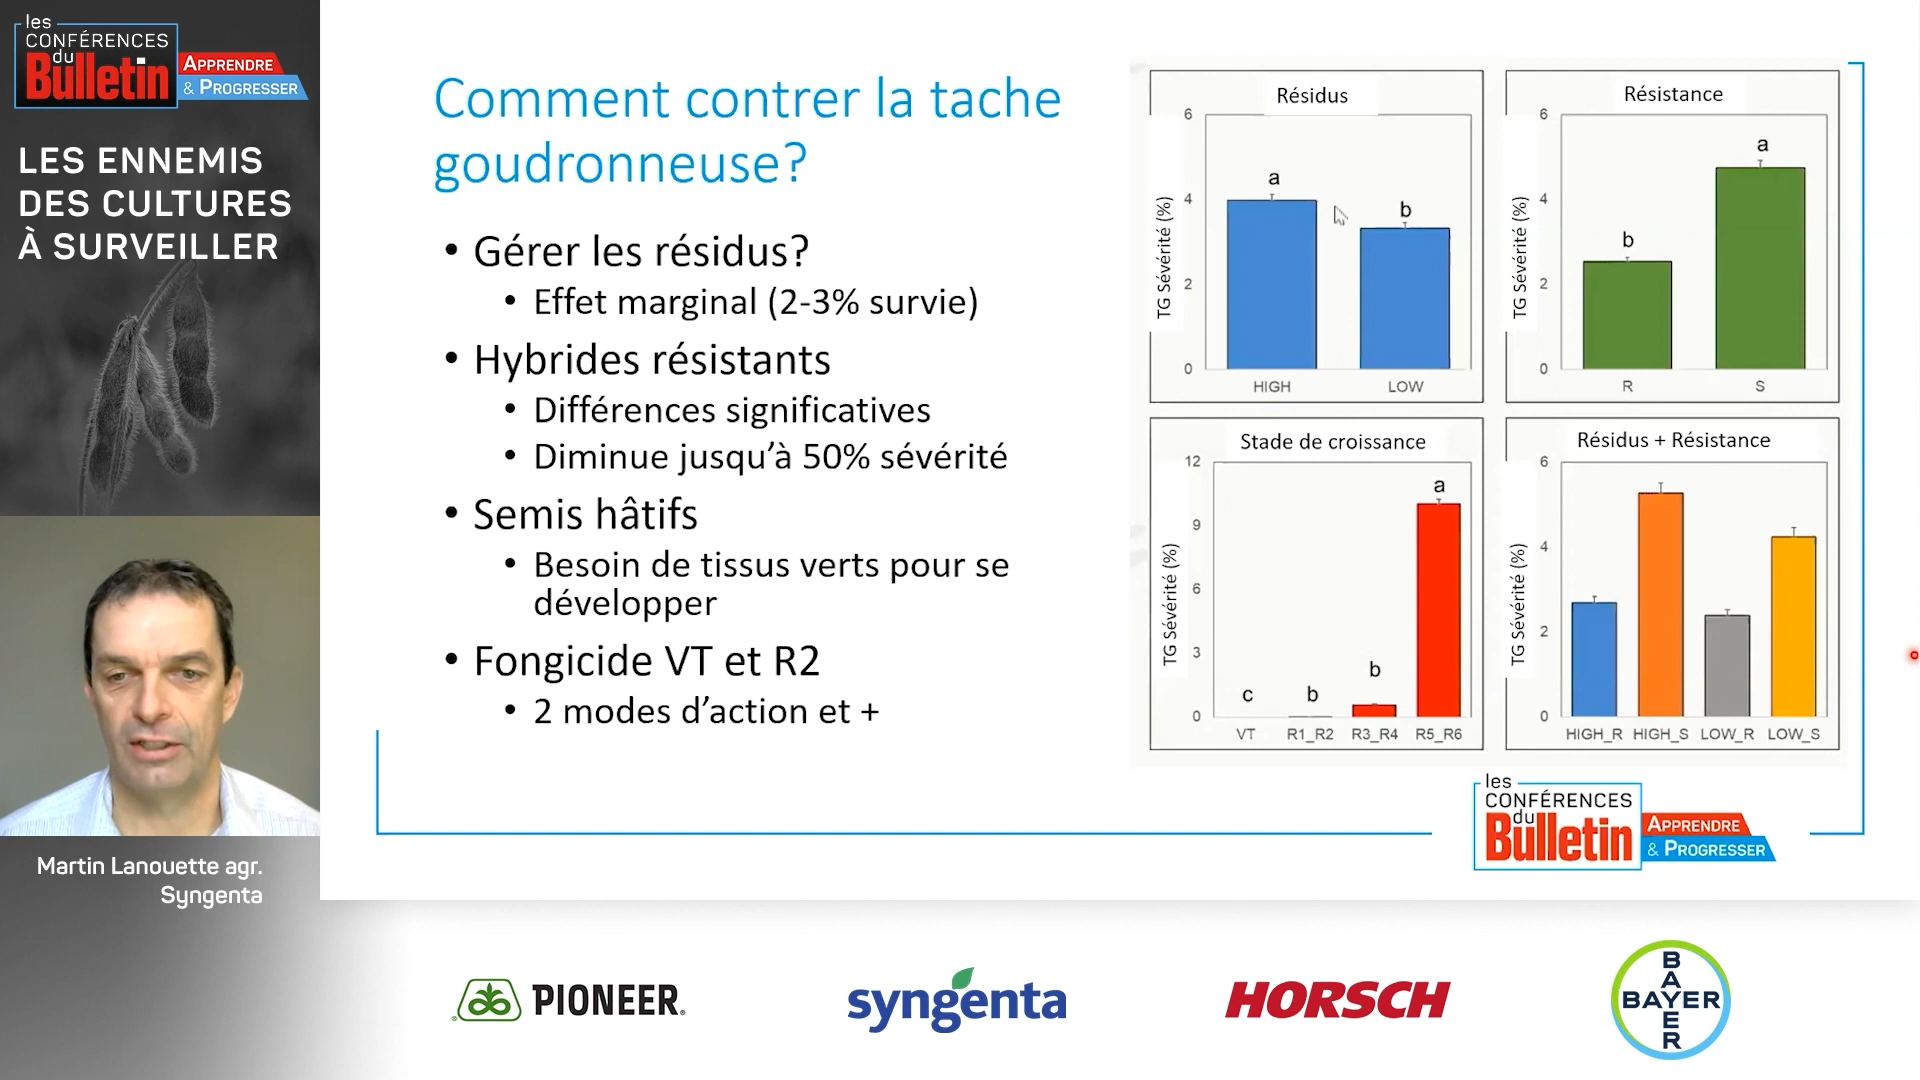 les
CONFÉRENCES
du
Bulletin
APPRENDRE
& PROGRESSER
LES ENNEMIS
DES CULTURES
À SURVEILLER
Martin Lanouette agr.
Syngenta
Comment contrer la tache
goudronneuse?
• Gérer les résidus?
• Effet marginal (2-3% survie)
• Hybrides résistants
• Différences significatives
• Diminue jusqu’à 50% sévérité
• Semis hâtifs
• Besoin de tissus verts pour se
développer
• Fongicide VT et R2
• 2 modes d’action et +
Résidus
TG Sévérité (%)
6
4
2
0
a
b
HIGH LOW
Résistance
TG Sévérité (%)
6
4
2
0
b
a
R S
Stade de croissance
TG Sévérité (%)
12
9
6
3
0
c
b
b
a
VT R1_R2 R3_R4 R5_R6
Résidus + Résistance
TG Sévérité (%)
6
4
2
0
HIGH_R HIGH_S LOW_R LOW_S
les
CONFÉRENCES
du
Bulletin
APPRENDRE
& PROGRESSER
PIONEER
syngenta
HORSCH
BAYER
BAYER